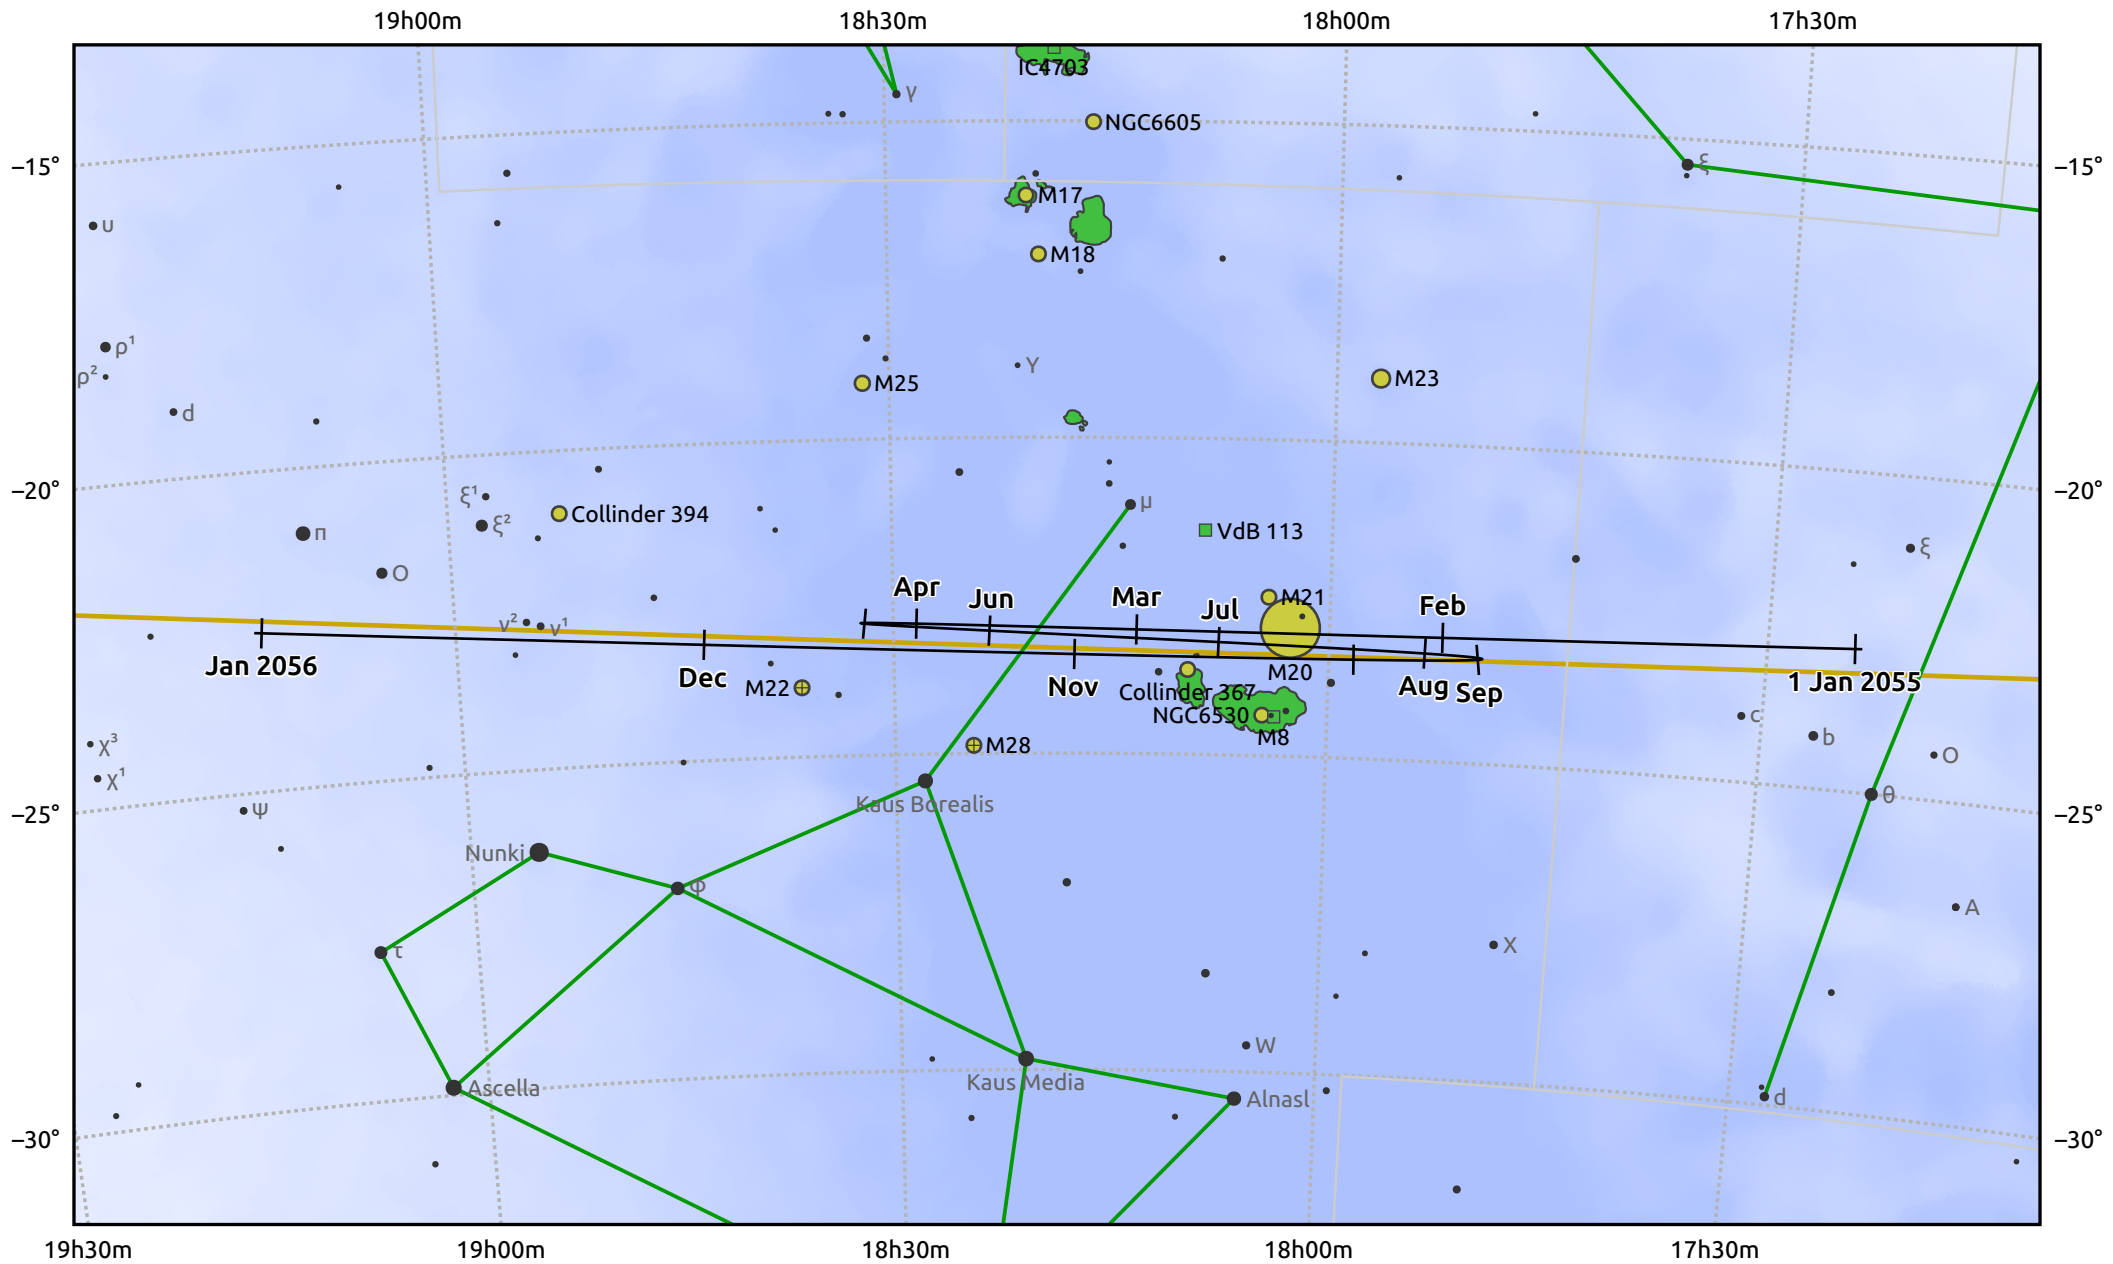 19h00m 18h30m 18h00m 17h30m
IC4703
γ
NGC6605
−15° −15°
ξ
M17
υ
M18
ρ¹
ρ²
M25
Υ
M23
d
−20° −20°
ξ¹
ξ²
Collinder 394
μ
π
VdB 113
ξ
Ο
Apr Jun Mar Jul M21 Feb
ν² ν¹
Jan 2056 Dec M22 Nov M20 Aug Sep 1 Jan 2055
Collinder 367
NGC6530
c
M8
b
χ³
M28
Ο
χ¹
Kaus Borealis
ψ
θ
−25° −25°
Nunki
φ
A
τ
X
W
Kaus Media
Ascella
Alnasl
d
−30° −30°
19h30m 19h00m 18h30m 18h00m 17h30m